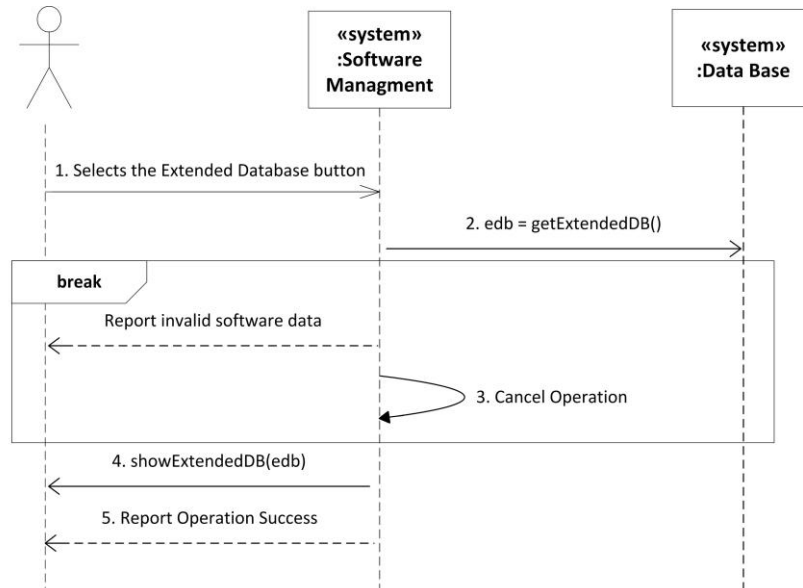 «system»
:Software
Managment
«system»
:Data Base
1. Selects the Extended Database button
2. edb = getExtendedDB()
break
Report invalid software data
3. Cancel Operation
4. showExtendedDB(edb)
5. Report Operation Success